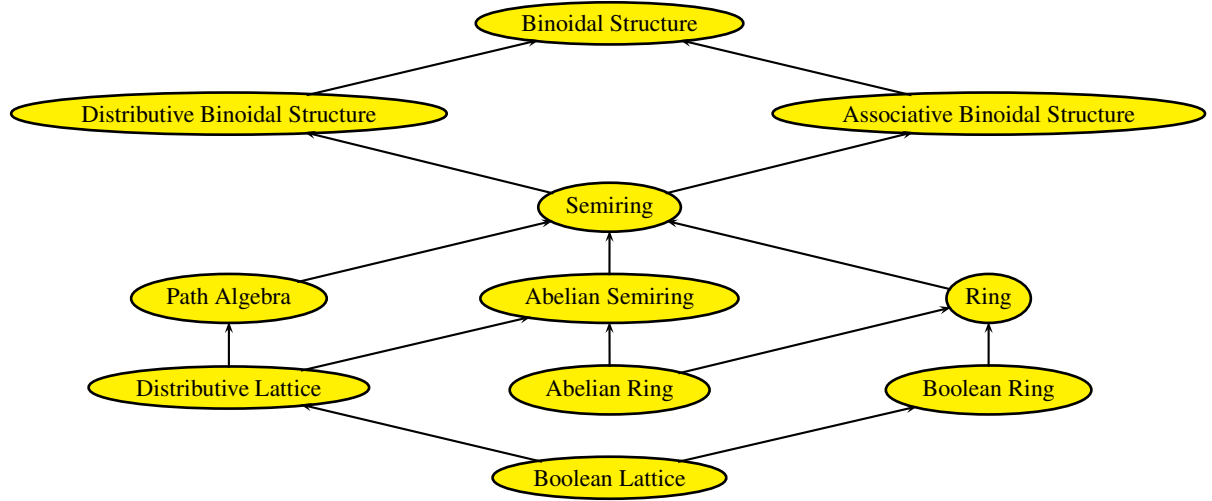 Binoidal Structure
Distributive Binoidal Structure
Associative Binoidal Structure
Semiring
Path Algebra
Abelian Semiring
Ring
Distributive Lattice
Abelian Ring
Boolean Ring
Boolean Lattice